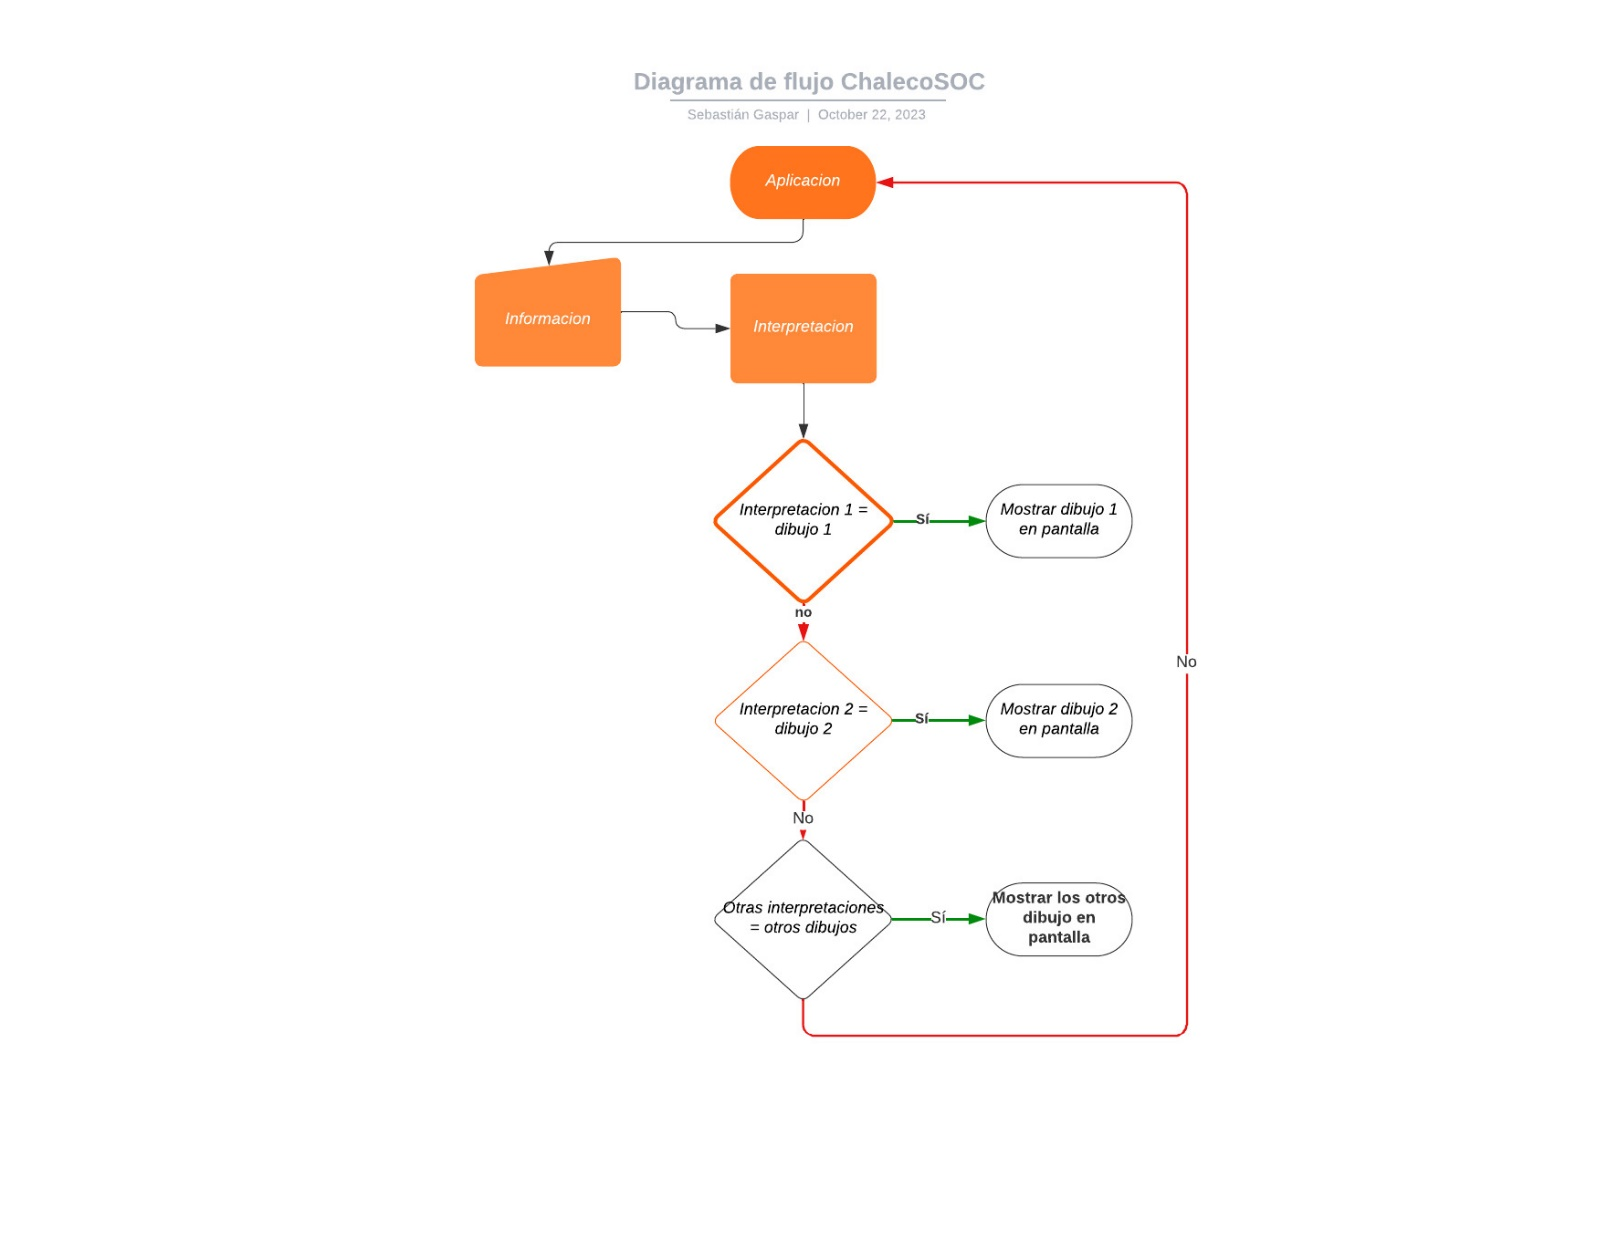 Diagrama de flujo ChalecoSOC
Sebastián Gaspar | October 22, 2023
Aplicacion
Informacion
Interpretacion
Interpretacion 1 =
dibujo 1
Sí
Mostrar dibujo 1
en pantalla
no
No
Interpretacion 2 =
dibujo 2
Sí
Mostrar dibujo 2
en pantalla
No
Otras interpretaciones
= otros dibujos
Sí
Mostrar los otros
dibujo en
pantalla